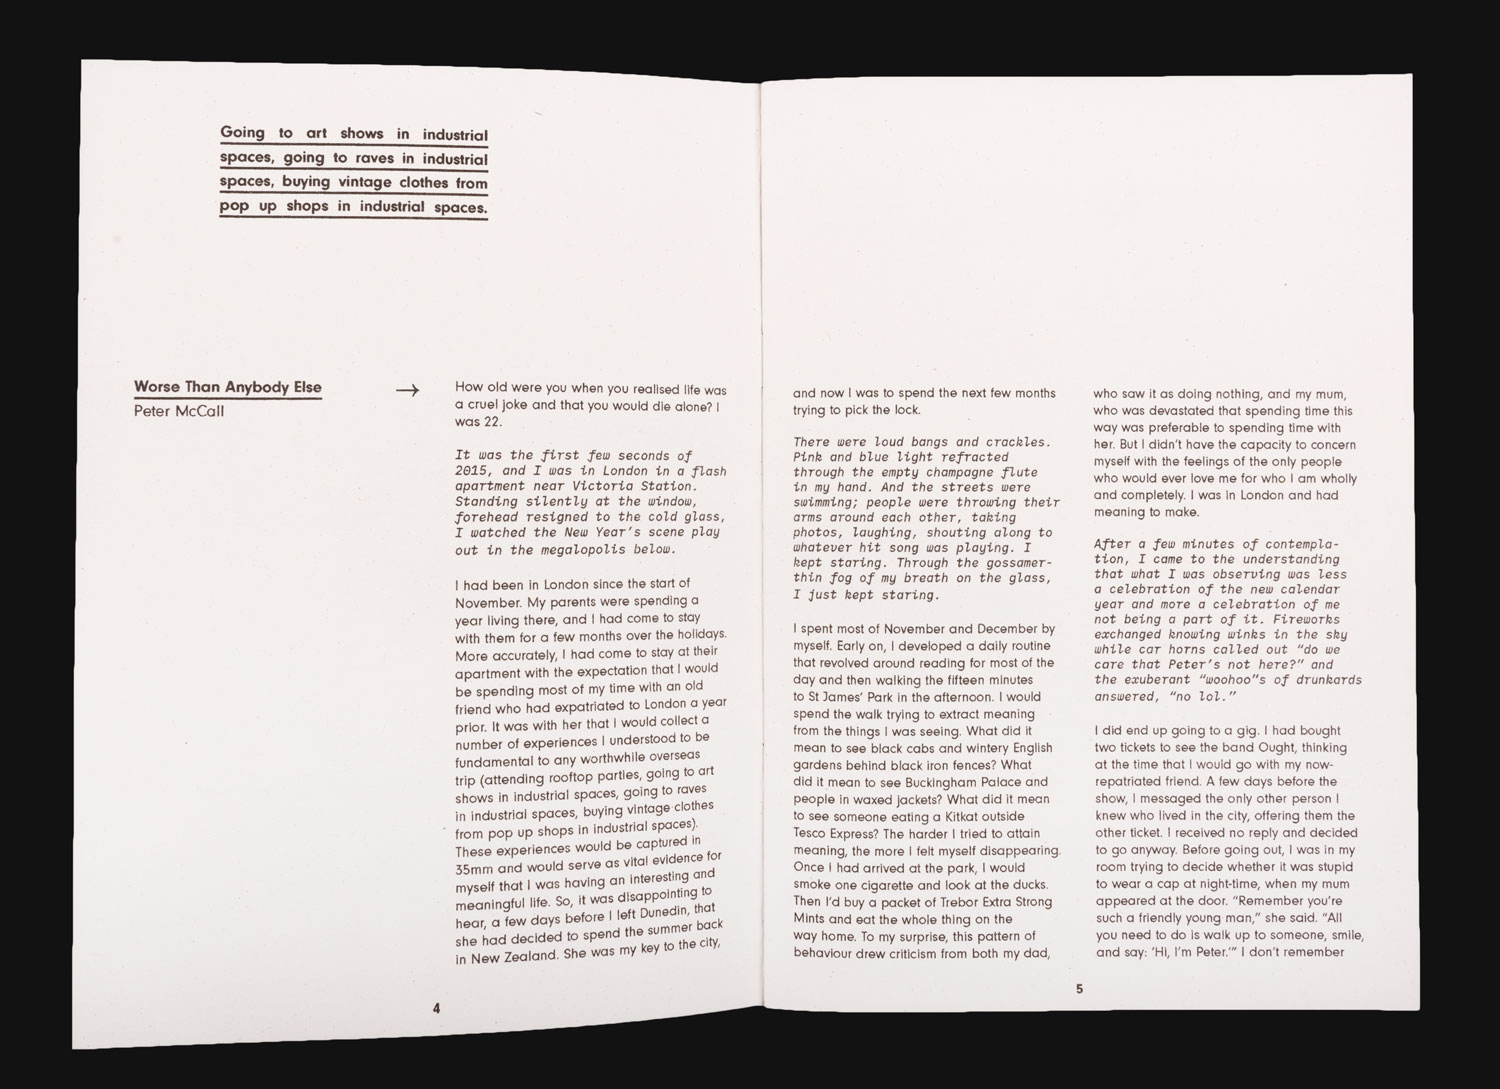 Going to art shows in industrial
spaces, going to raves in industrial
spaces, buying vintage clothes from
pop up shops in industrial spaces.
Worse Than Anybody Else
Peter McCall
→
How old were you when you realised life was
a cruel joke and that you would die alone? I
was 22.
It was the first few seconds of
2015, and I was in London in a flash
apartment near Victoria Station.
Standing silently at the window,
forehead resigned to the cold glass,
I watched the New Year's scene play
out in the megalopolis below.
I had been in London since the start of
November. My parents were spending a
year living there, and I had come to stay
with them for a few months over the holidays.
More accurately, I had come to stay at their
apartment with the expectation that I would
be spending most of my time with an old
friend who had expatriated to London a year
prior. It was with her that I would collect a
number of experiences I understood to be
fundamental to any worthwhile overseas
trip (attending rooftop parties, going to art
shows in industrial spaces, going to raves
in industrial spaces, buying vintage clothes
from pop up shops in industrial spaces).
These experiences would be captured in
35mm and would serve as vital evidence for
myself that I was having an interesting and
meaningful life. So, it was disappointing to
hear, a few days before I left Dunedin, that
she had decided to spend the summer back
in New Zealand. She was my key to the city,
4
and now I was to spend the next few months
trying to pick the lock.
There were loud bangs and crackles.
Pink and blue light refracted
through the empty champagne flute
in my hand. And the streets were
swimming; people were throwing their
arms around each other, taking
photos, laughing, shouting along to
whatever hit song was playing. I
kept staring. Through the gossamer-
thin fog of my breath on the glass,
I just kept staring.
I spent most of November and December by
myself. Early on, I developed a daily routine
that revolved around reading for most of the
day and then walking the fifteen minutes
to St James' Park in the afternoon. I would
spend the walk trying to extract meaning
from the things I was seeing. What did it
mean to see black cabs and wintery English
gardens behind black iron fences? What
did it mean to see Buckingham Palace and
people in waxed jackets? What did it mean
to see someone eating a Kitkat outside
Tesco Express? The harder I tried to attain
meaning, the more I felt myself disappearing.
Once I had arrived at the park, I would
smoke one cigarette and look at the ducks.
Then I'd buy a packet of Trebor Extra Strong
Mints and eat the whole thing on the
way home. To my surprise, this pattern of
behaviour drew criticism from both my dad,
who saw it as doing nothing, and my mum,
who was devastated that spending time this
way was preferable to spending time with
her. But I didn't have the capacity to concern
myself with the feelings of the only people
who would ever love me for who I am wholly
and completely. I was in London and had
meaning to make.
After a few minutes of contempla-
tion, I came to the understanding
that what I was observing was less
a celebration of the new calendar
year and more a celebration of me
not being a part of it. Fireworks
exchanged knowing winks in the sky
while car horns called out “do we
care that Peter's not here?” and
the exuberant “woohoo”s of drunkards
answered, “no lol.”
I did end up going to a gig. I had bought
two tickets to see the band Ought, thinking
at the time that I would go with my now-
repatriated friend. A few days before the
show, I messaged the only other person I
knew who lived in the city, offering them the
other ticket. I received no reply and decided
to go anyway. Before going out, I was in my
room trying to decide whether it was stupid
to wear a cap at night-time, when my mum
appeared at the door. “Remember you're
such a friendly young man,” she said. “All
you need to do is walk up to someone, smile,
and say: ‘Hi, I'm Peter.’” I don't remember
5